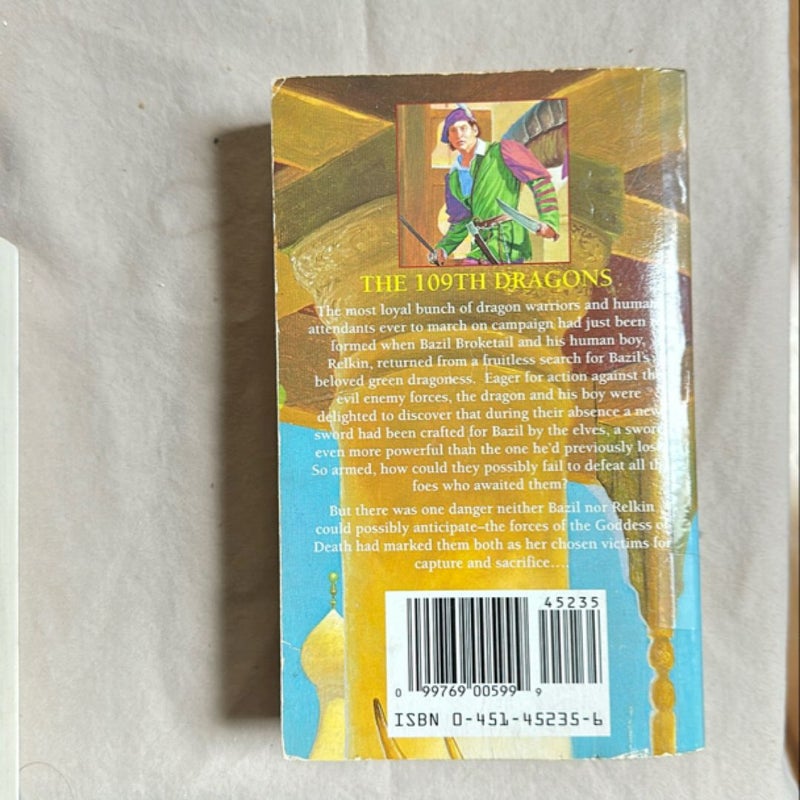 THE 109TH DRAGONS
The most loyal bunch of dragon warriors and human
attendants ever to march on campaign had just been
formed when Bazil Broketail and his human boy,
Relkin, returned from a fruitless search for Bazil's
beloved green dragoness. Eager for action against the
evil enemy forces, the dragon and his boy were
delighted to discover that during their absence a new
sword had been crafted for Bazil by the elves, a sword
even more powerful than the one he'd previously lost.
So armed, how could they possibly fail to defeat all the
foes who awaited them?
But there was one danger neither Bazil nor Relkin
could possibly anticipate–the forces of the Goddess of
Death had marked them both as her chosen victims for
capture and sacrifice....
45235
0 99769 00599 9
ISBN 0-451-45235-6